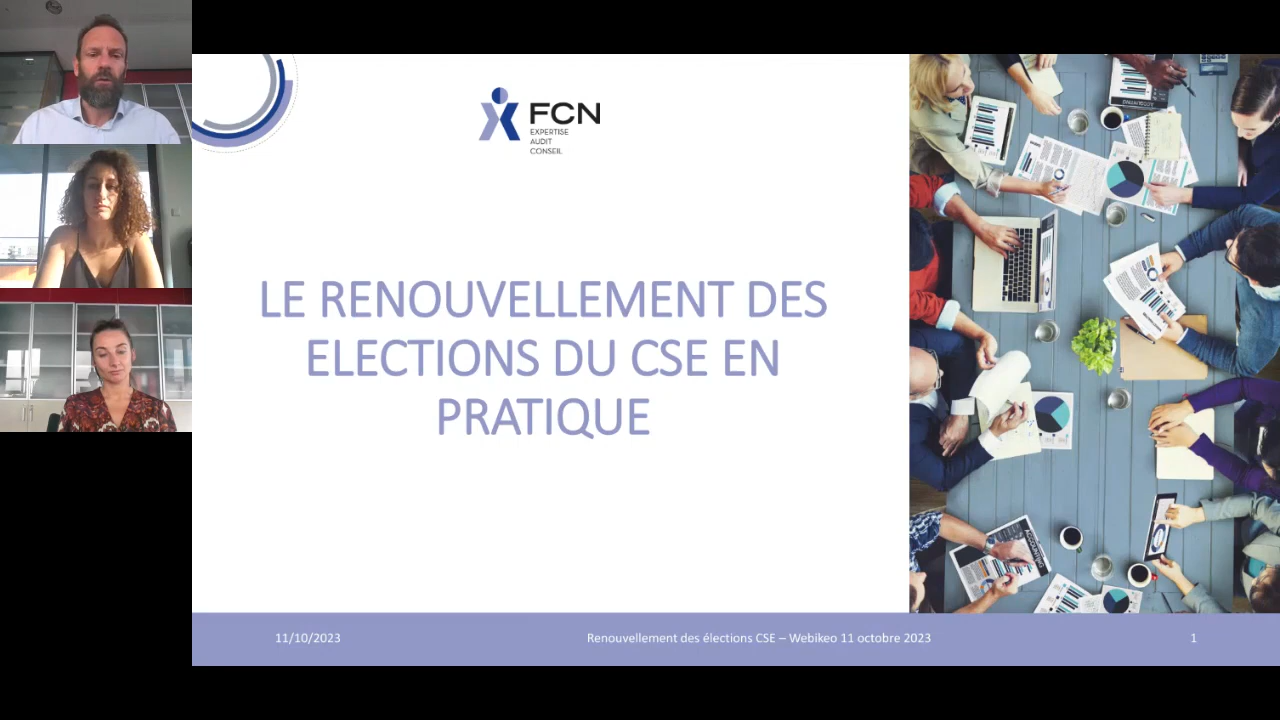 FCN
EXPERTISE
AUDIT
CONSEIL
LE RENOUVELLEMENT DES
ELECTIONS DU CSE EN
PRATIQUE
11/10/2023
Renouvellement des élections CSE – Webikeo 11 octobre 2023
1